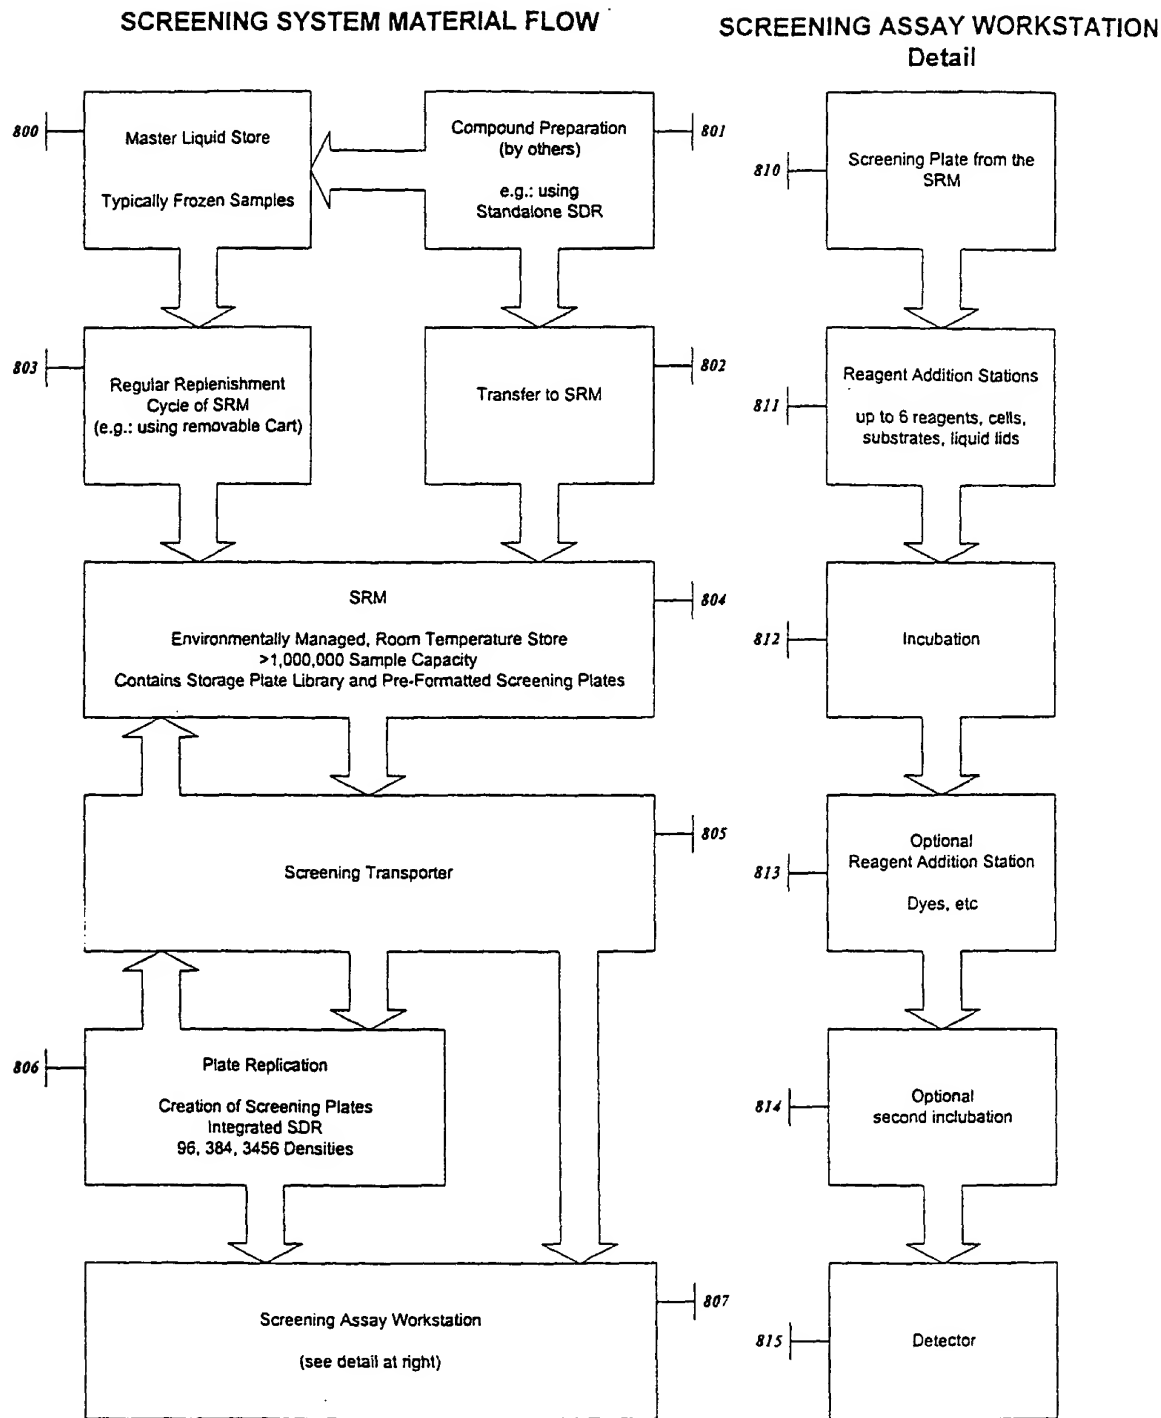 SCREENING SYSTEM MATERIAL FLOW
800
Master Liquid Store
Typically Frozen Samples
Compound Preparation
(by others)
e.g.: using
Standalone SDR
801
803
Regular Replenishment
Cycle of SRM
(e.g.: using removable Cart)
Transfer to SRM
802
SRM
Environmentally Managed, Room Temperature Store
>1,000,000 Sample Capacity
Contains Storage Plate Library and Pre-Formatted Screening Plates
804
Screening Transporter
805
806
Plate Replication
Creation of Screening Plates
Integrated SDR
96, 384, 3456 Densities
Screening Assay Workstation
(see detail at right)
807
SCREENING ASSAY WORKSTATION
Detail
810
Screening Plate from the
SRM
811
Reagent Addition Stations
up to 6 reagents, cells,
substrates, liquid lids
812
Incubation
813
Optional
Reagent Addition Station
Dyes, etc
814
Optional
second inclubation
815
Detector